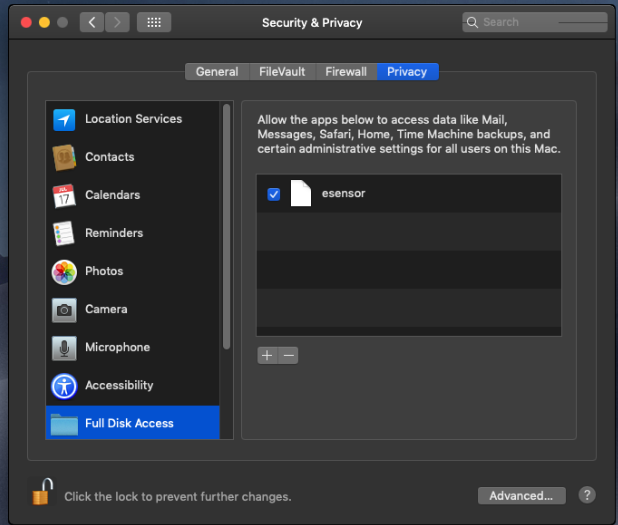 Security & Privacy
Search
General
FileVault
Firewall
Privacy
Location Services
Contacts
JUL
17
Calendars
Reminders
Photos
Camera
Microphone
Accessibility
Full Disk Access
Allow the apps below to access data like Mail,
Messages, Safari, Home, Time Machine backups, and
certain administrative settings for all users on this Mac.
esensor
Click the lock to prevent further changes.
Advanced...
?